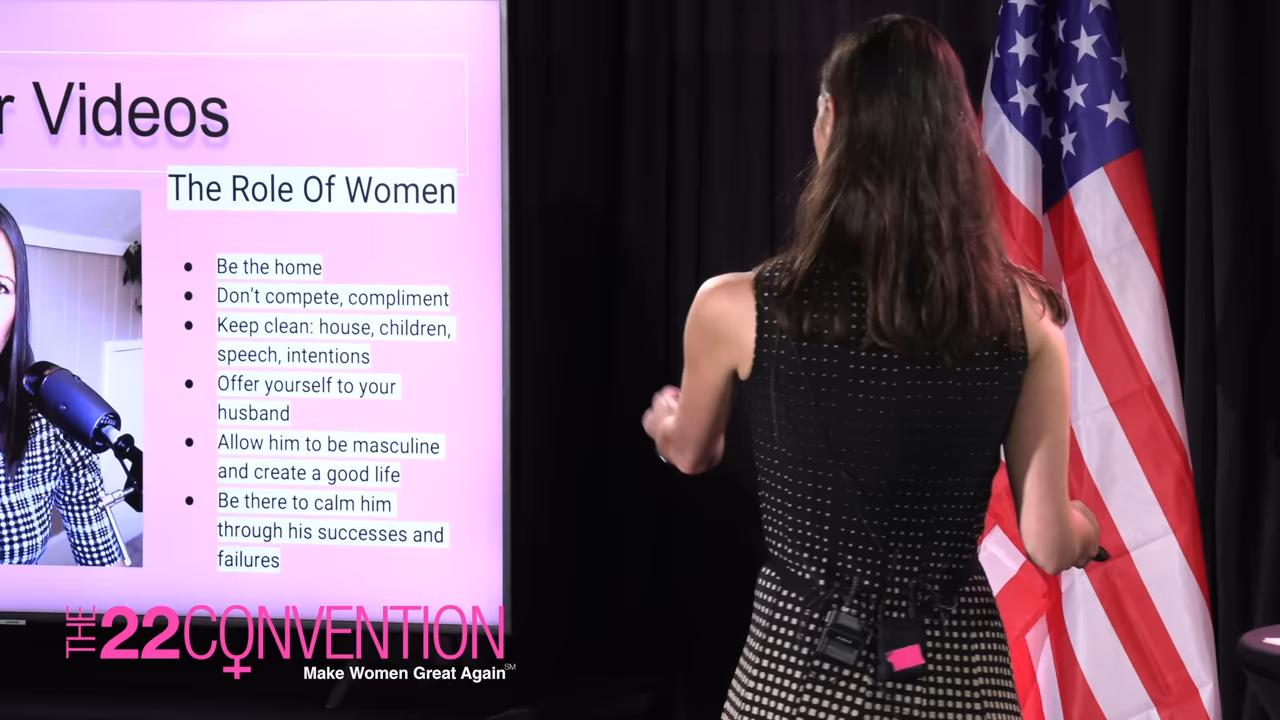 r Videos
The Role Of Women
Be the home
Don't compete, compliment
Keep clean: house, children,
speech, intentions
Offer yourself to your
husband
Allow him to be masculine
and create a good life
Be there to calm him
through his successes and
failures
THE 22 CONVENTION
Make Women Great Again SM